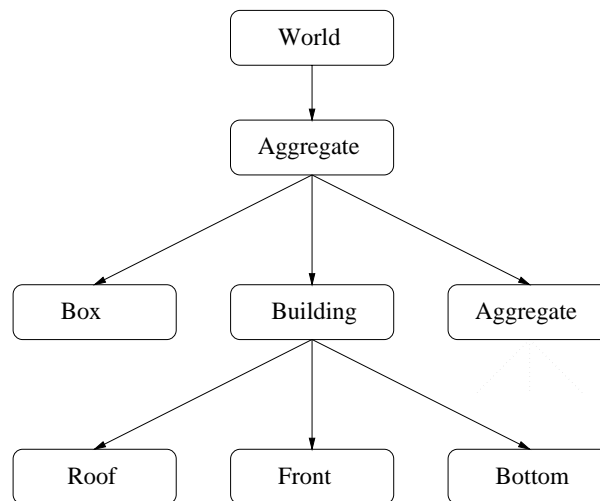 World
Aggregate
Box
Building
Aggregate
Roof
Front
Bottom